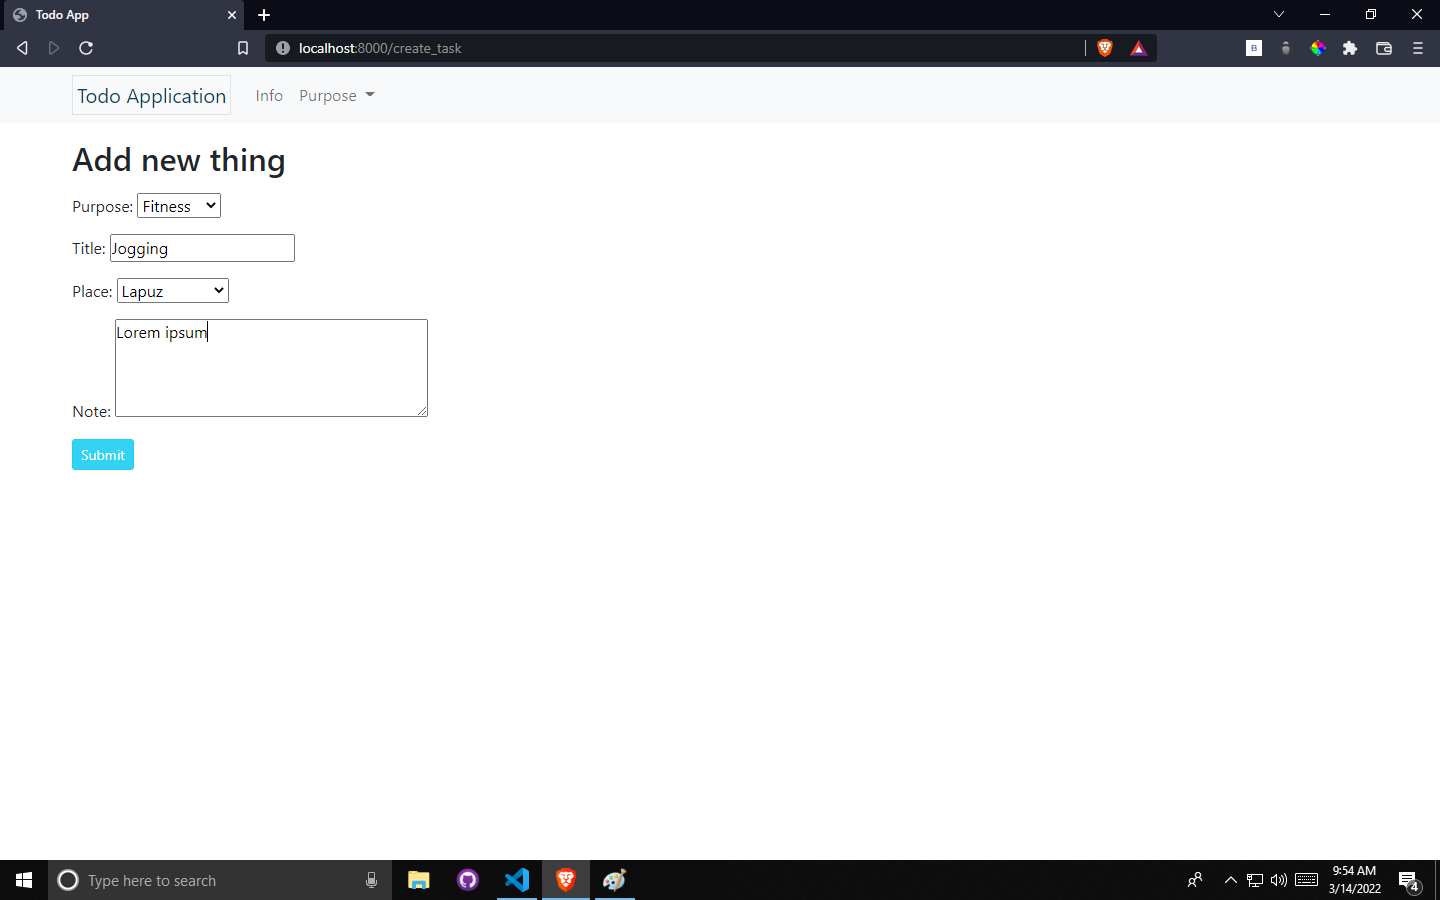 Todo App
localhost:8000/create_task
B
Todo Application Info Purpose
Add new thing
Purpose: Fitness
Title: Jogging
Place: Lapuz
Lorem ipsum
Note:
Submit
Type here to search
9:54 AM
3/14/2022
4